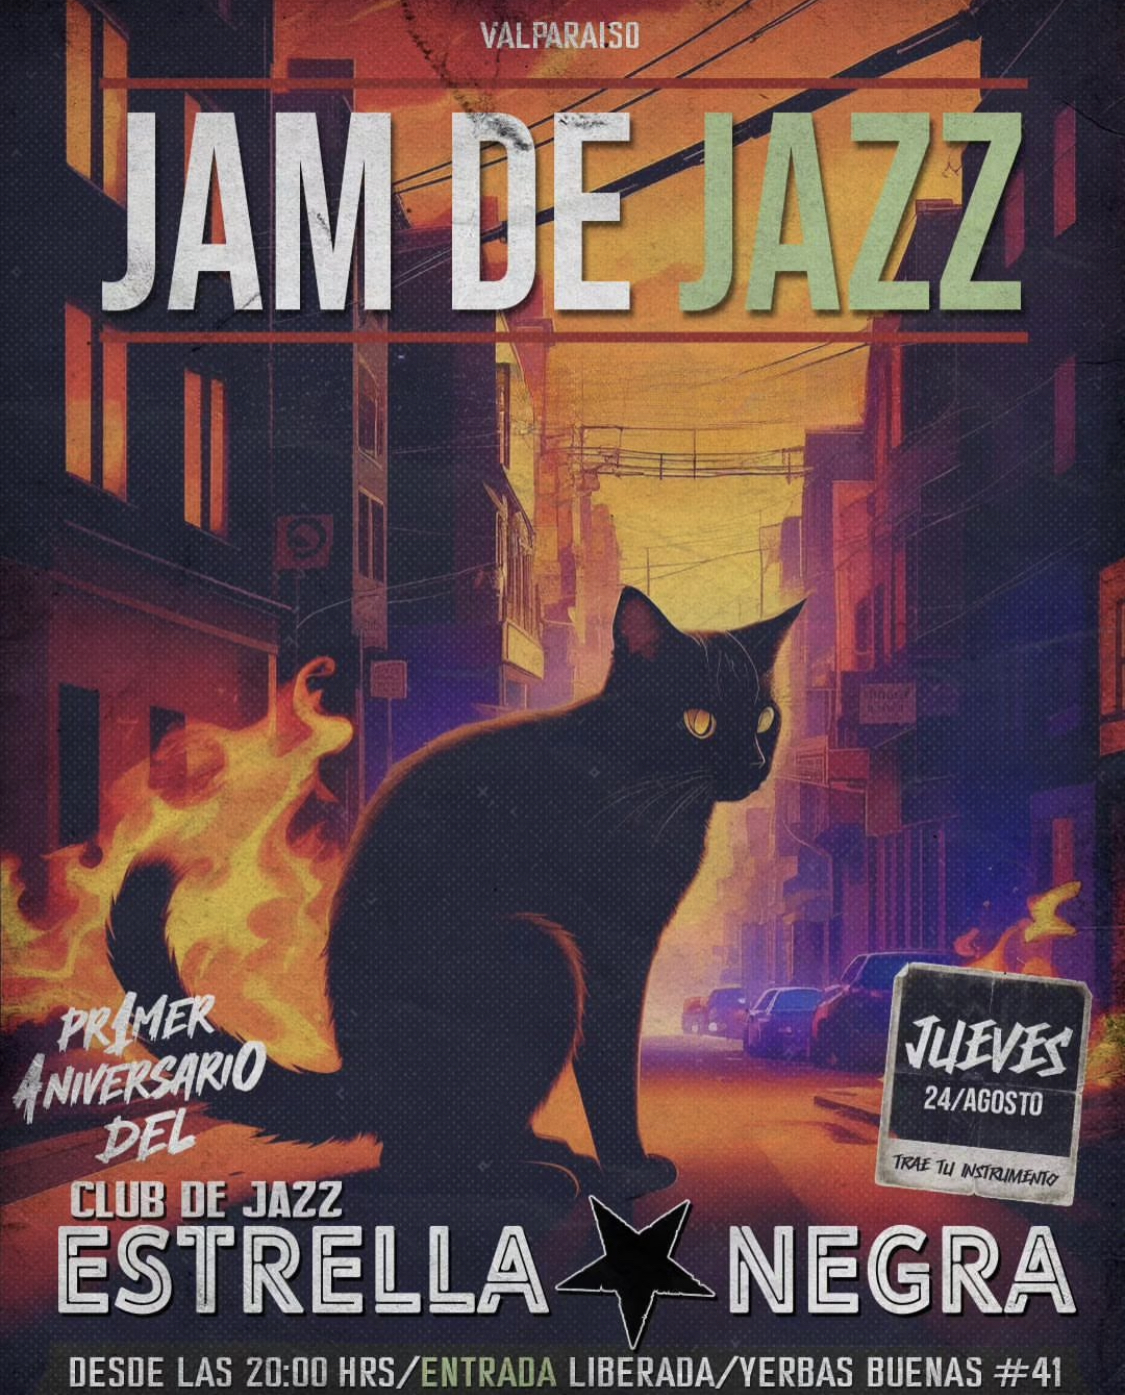 VALPARAISO
JAM DE JAZZ
PR1MER
ANIVERSARIO
DEL
JUEVES
24/AGOSTO
TRAE TU INSTRUMENTO
CLUB DE JAZZ
ESTRELLA NEGRA
DESDE LAS 20:00 HRS/ENTRADA LIBERADA/YERBAS BUENAS #41